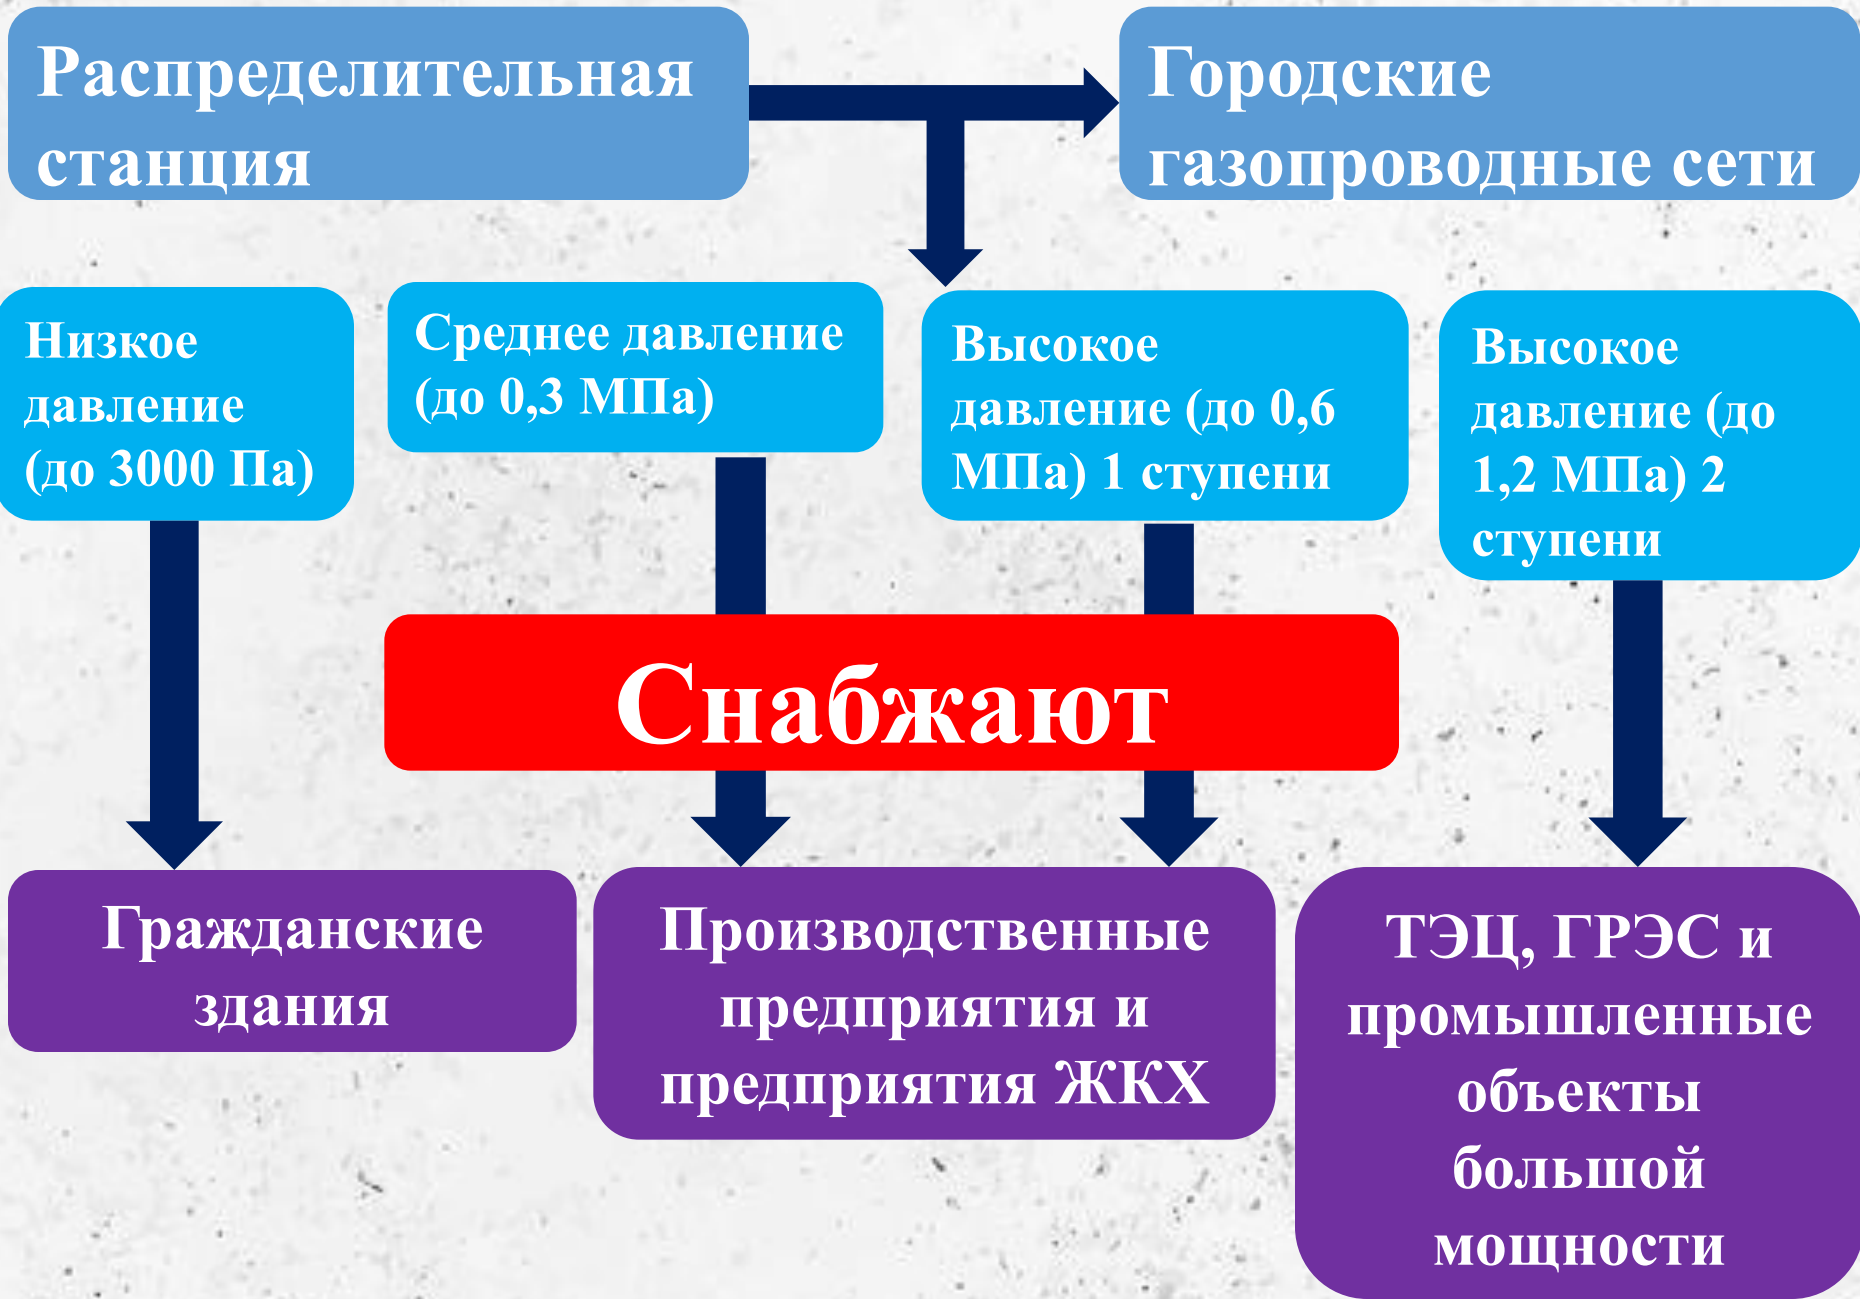 Распределительная
станция
Городские
газопроводные сети
Низкое
давление
(до 3000 Па)
Среднее давление
(до 0,3 МПа)
Высокое
давление (до 0,6
МПа) 1 ступени
Высокое
давление (до
1,2 МПа) 2
ступени
Снабжают
Гражданские
здания
Производственные
предприятия и
предприятия ЖКХ
ТЭЦ, ГРЭС и
промышленные
объекты
большой
мощности